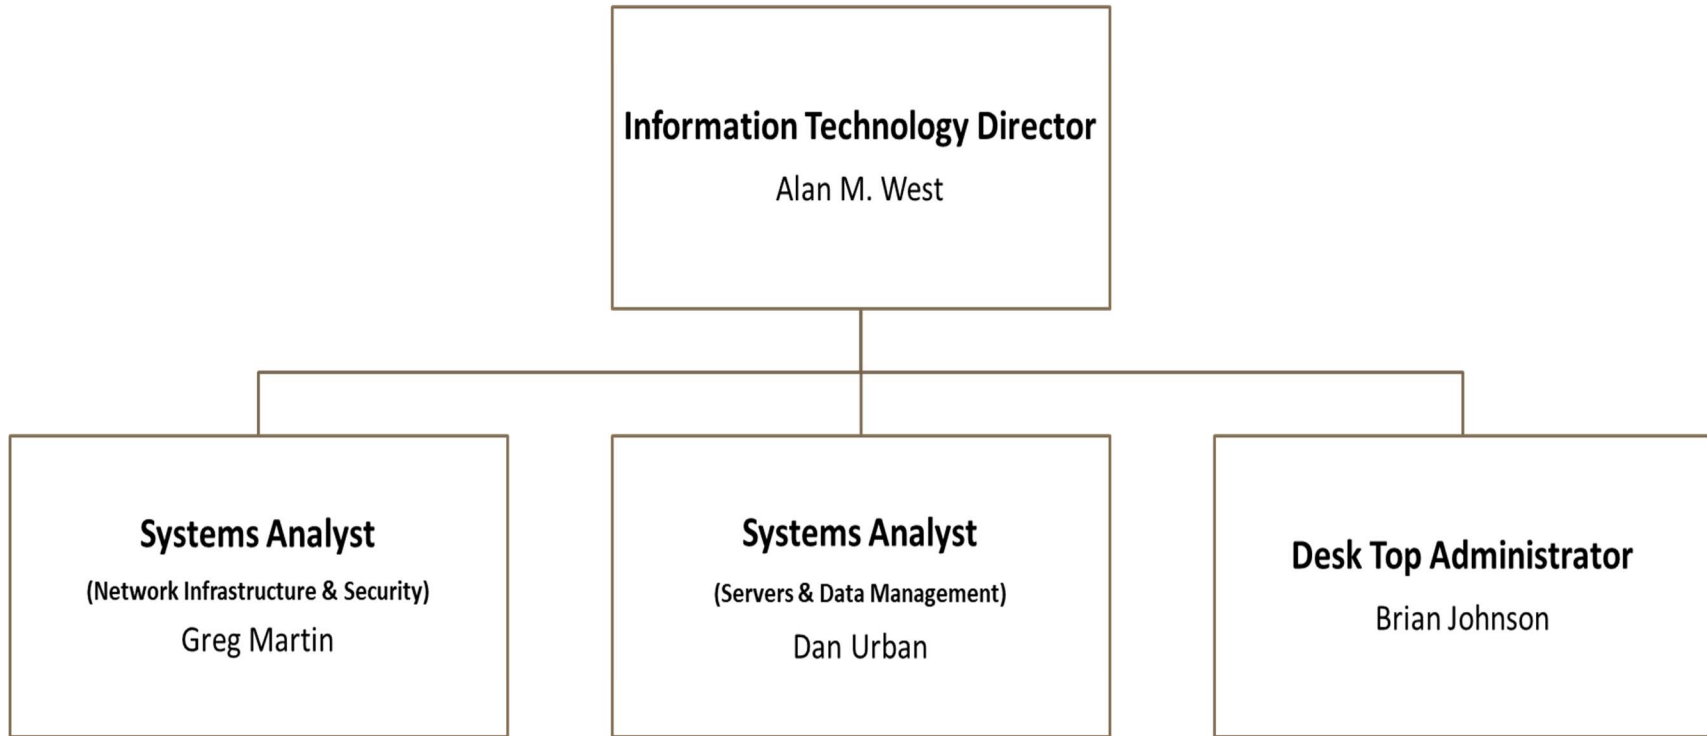 Information Technology Director
Alan M. West
Systems Analyst
(Network Infrastructure & Security)
Greg Martin
Systems Analyst
(Servers & Data Management)
Dan Urban
Desk Top Administrator
Brian Johnson